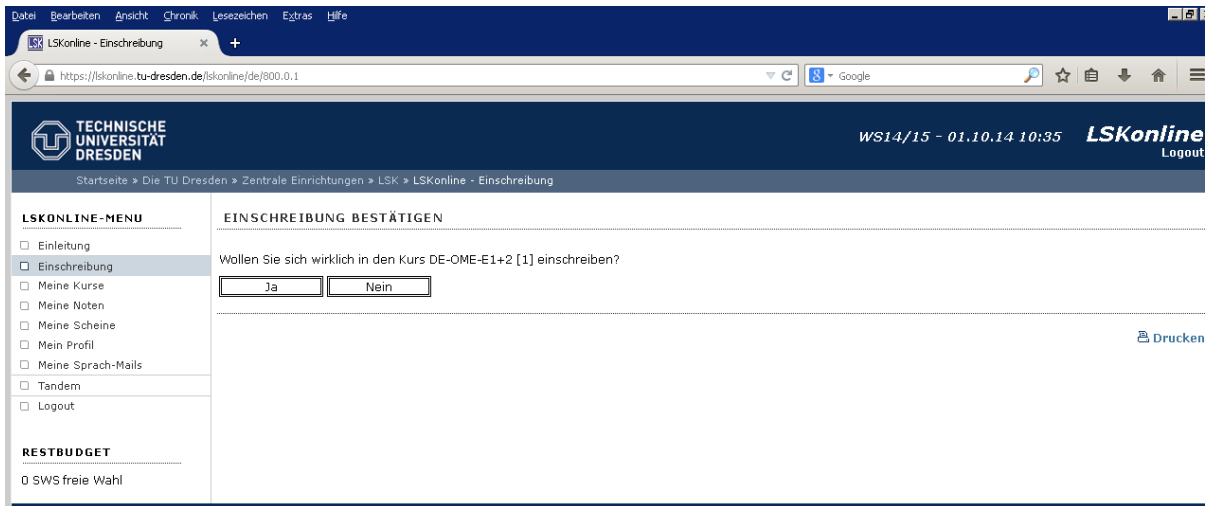 Datei Bearbeiten Ansicht Chronik Lesezeichen Extras Hilfe
LSK LSKonline - Einschreibung
https://lskonline.tu-dresden.de/lskonline/de/800.0.1
Google
TECHNISCHE
UNIVERSITÄT
DRESDEN
WS14/15 - 01.10.14 10:35 LSKonline
Logout
Startseite » Die TU Dresden » Zentrale Einrichtungen » LSK » LSKonline - Einschreibung
LSKONLINE-MENU
Einleitung
Einschreibung
Meine Kurse
Meine Noten
Meine Scheine
Mein Profil
Meine Sprach-Mails
Tandem
Logout
RESTBUDGET
0 SWS freie Wahl
EINSCHREIBUNG BESTÄTIGEN
Wollen Sie sich wirklich in den Kurs DE-OME-E1+2 [1] einschreiben?
Ja Nein
Drucken